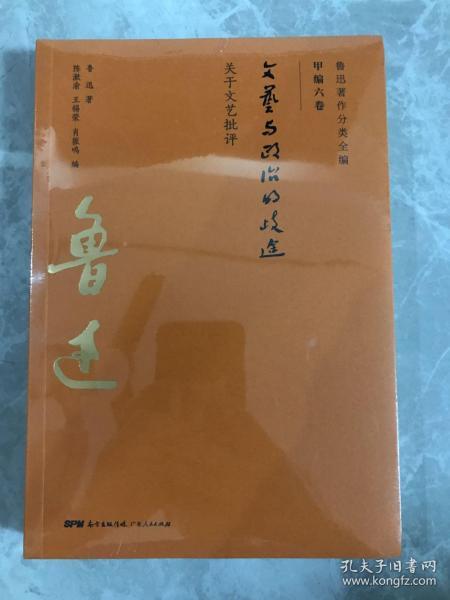 鲁迅著作分类全编
甲编六卷
文艺与政治的歧途
关于文艺批评
鲁迅 著
陈漱渝 王锡荣 肖振鸣 编
鲁迅
SPM 南方出版传媒 广东人民出版社
孔夫子旧书网
www.kongfz.com